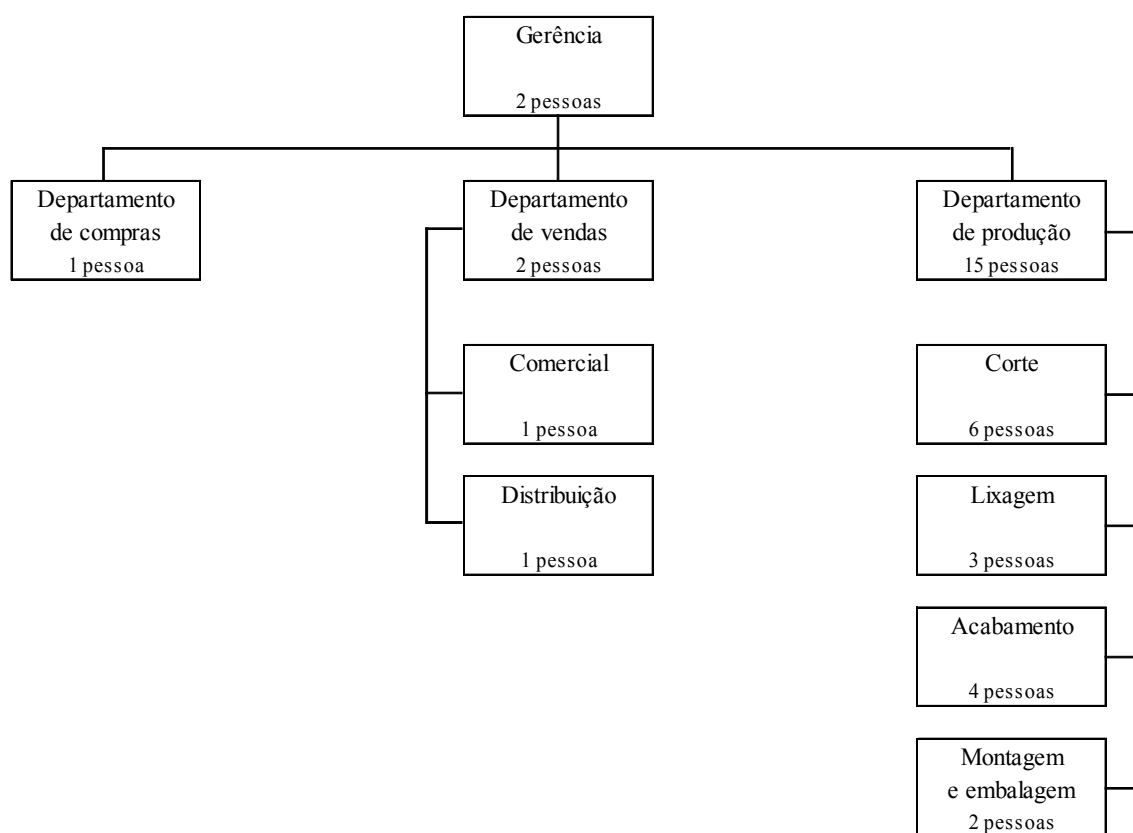 Gerência
2 pessoas
Departamento
de compras
1 pessoa
Departamento
de vendas
2 pessoas
Departamento
de produção
15 pessoas
Comercial
1 pessoa
Corte
6 pessoas
Distribuição
1 pessoa
Lixagem
3 pessoas
Acabamento
4 pessoas
Montagem
e embalagem
2 pessoas